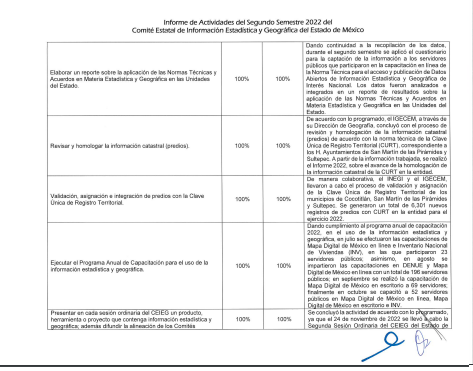 Informe de Actividades del Segundo Semestre 2022 del
Comité Estatal de Información Estadística y Geográfica del Estado de México
Elaborar un reporte sobre la aplicación de las Normas Técnicas y
Acuerdos en Materia Estadística y Geográfica en las Unidades
del Estado.
100%
100%
Dando continuidad a la recopilación de los datos,
durante el segundo semestre se aplicó el cuestionario
para la captación de la información a los servidores
públicos que participaron en la capacitación en línea de
la Norma Técnica para el acceso y publicación de Datos
Abiertos de Información Estadística y Geográfica de
Interés Nacional. Los datos fueron analizados e
integrados en un reporte de resultados sobre la
aplicación de las Normas Técnicas y Acuerdos en
Materia Estadística y Geográfica en las Unidades del
Estado.
Revisar y homologar la información catastral (predios).
100%
100%
De acuerdo con lo programado, el IGECEM, a través de
su Dirección de Geografía, concluyó con el proceso de
revisión y homologación de la información catastral
(predios) de acuerdo con la norma técnica de la Clave
Única de Registro Territorial (CURT), correspondiente a
los H. Ayuntamientos de San Martín de las Pirámides y
Sultepec. A partir de la información trabajada, se realizó
el Informe 2022, sobre el avance de la homologación de
la información catastral de la CURT en la entidad.
Validación, asignación e integración de predios con la Clave
Única de Registro Territorial.
100%
100%
De manera colaborativa, el INEGI y el IGECEM,
llevaron a cabo el proceso de validación y asignación
de la Clave Única de Registro Territorial de los
municipios de Cocotitlán, San Martín de las Pirámides
y Sultepec. Se generaron un total de 6,301 nuevos
registros de predios con CURT en la entidad para el
ejercicio 2022.
Ejecutar el Programa Anual de Capacitación para el uso de la
información estadística y geográfica.
100%
100%
Dando cumplimiento al programa anual de capacitación
2022, en el uso de la información estadística y
geográfica, en julio se efectuaron las capacitaciones de
Mapa Digital de México en línea e Inventario Nacional
de Viviendas (INV), en las que participaron 23
servidores públicos; asimismo, en agosto se
impartieron las capacitaciones en DENUE y Mapa
Digital de México en línea con un total de 196 servidores
públicos; en septiembre se realizó la capacitación de
Mapa Digital de México en escritorio a 69 servidores;
finalmente en octubre se capacitó a 52 servidores
públicos en Mapa Digital de México en línea, Mapa
Digital de México en escritorio e INV.
Presentar en cada sesión ordinaria del CEIEG un producto,
herramienta o proyecto que contenga información estadística y
geográfica; además difundir la alineación de los Comités
100%
100%
Se concluyó la actividad de acuerdo con lo programado,
ya que el 24 de noviembre de 2022 se llevó a cabo la
Segunda Sesión Ordinaria del CEIEG del Estado de